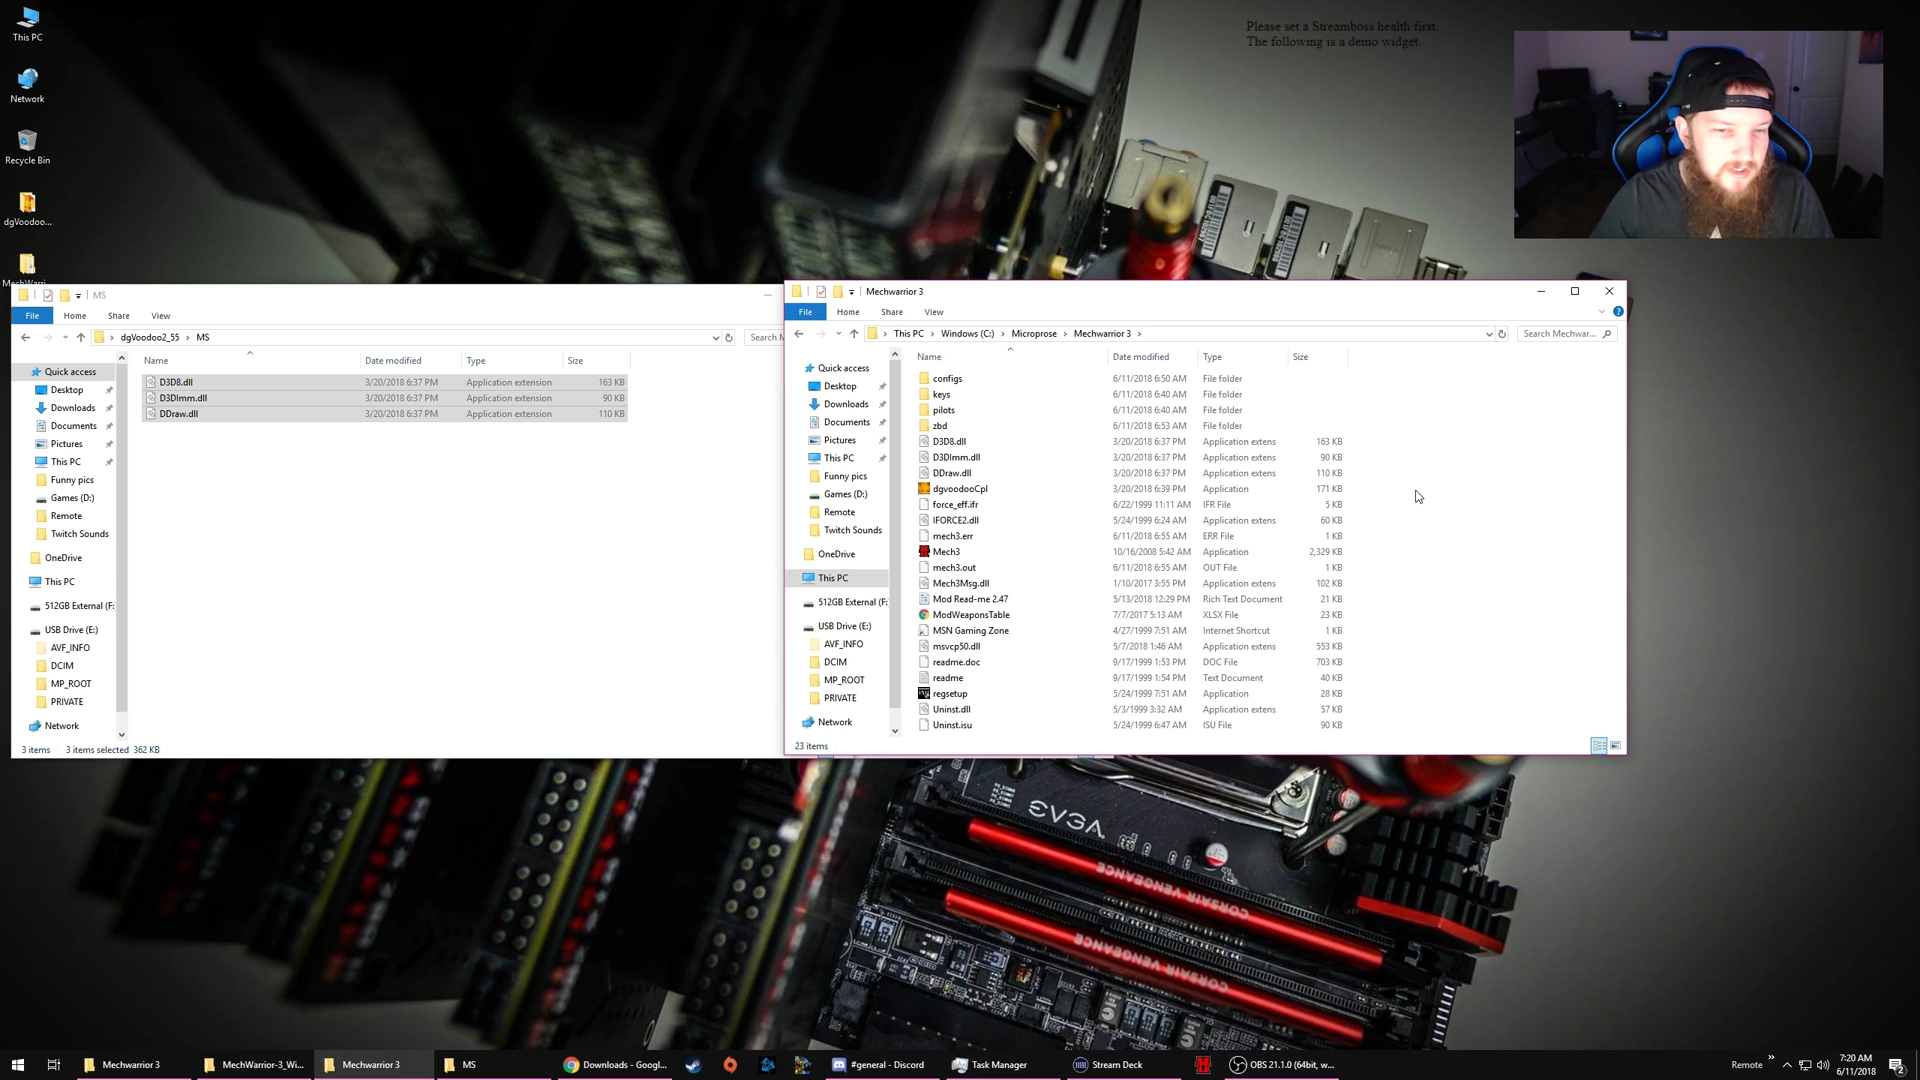 This PC
Network
Recycle Bin
dgVoodoo...
MechWarri...
Please set a Streamboss health first.
The following is a demo widget.
MS
File Home Share View
dgVoodoo2_55 MS
Search M
Name Date modified Type Size
Quick access
Desktop
Downloads
Documents
Pictures
This PC
Funny pics
Games (D:)
Remote
Twitch Sounds
OneDrive
This PC
512GB External (F:
USB Drive (E:)
AVF_INFO
DCIM
MP_ROOT
PRIVATE
Network
D3D8.dll 3/20/2018 6:37 PM Application extension 163 KB
D3DImm.dll 3/20/2018 6:37 PM Application extension 90 KB
DDraw.dll 3/20/2018 6:37 PM Application extension 110 KB
3 items 3 items selected 362 KB
Mechwarrior 3
File Home Share View
This PC Windows (C:) Microprose Mechwarrior 3
Search Mechwar...
Name Date modified Type Size
Quick access
Desktop
Downloads
Documents
Pictures
This PC
Funny pics
Games (D:)
Remote
Twitch Sounds
OneDrive
This PC
512GB External (F:
USB Drive (E:)
AVF_INFO
DCIM
MP_ROOT
PRIVATE
Network
configs 6/11/2018 6:50 AM File folder
keys 6/11/2018 6:40 AM File folder
pilots 6/11/2018 6:40 AM File folder
zbd 6/11/2018 6:53 AM File folder
D3D8.dll 3/20/2018 6:37 PM Application extens 163 KB
D3DImm.dll 3/20/2018 6:37 PM Application extens 90 KB
DDraw.dll 3/20/2018 6:37 PM Application extens 110 KB
dgvoodooCpl 3/20/2018 6:39 PM Application 171 KB
force_eff.ifr 6/22/1999 11:11 AM IFR File 5 KB
IFORCE2.dll 5/24/1999 6:24 AM Application extens 60 KB
mech3.err 6/11/2018 6:55 AM ERR File 1 KB
Mech3 10/16/2008 5:42 AM Application 2,329 KB
mech3.out 6/11/2018 6:55 AM OUT File 1 KB
Mech3Msg.dll 1/10/2017 3:55 PM Application extens 102 KB
Mod Read-me 2.47 5/13/2018 12:29 PM Rich Text Document 21 KB
ModWeaponsTable 7/7/2017 5:13 AM XLSX File 23 KB
MSN Gaming Zone 4/27/1999 7:51 AM Internet Shortcut 1 KB
msvcp50.dll 5/7/2018 1:46 AM Application extens 553 KB
readme.doc 9/17/1999 1:53 PM DOC File 703 KB
readme 9/17/1999 1:54 PM Text Document 40 KB
regsetup 5/24/1999 7:51 AM Application 28 KB
Uninst.dll 5/3/1999 3:32 AM Application extens 57 KB
Uninst.isu 5/24/1999 6:47 AM ISU File 90 KB
23 items
EVGA
CORSAIR VENGEANCE CORSAIR
CORSAIR VENGEANCE CORSAIR
Mechwarrior 3
MechWarrior-3_Wi...
Mechwarrior 3
MS
Downloads - Googl...
#general - Discord
Task Manager
Stream Deck
OBS 21.1.0 (64bit, w...
Remote
7:20 AM
6/11/2018
2